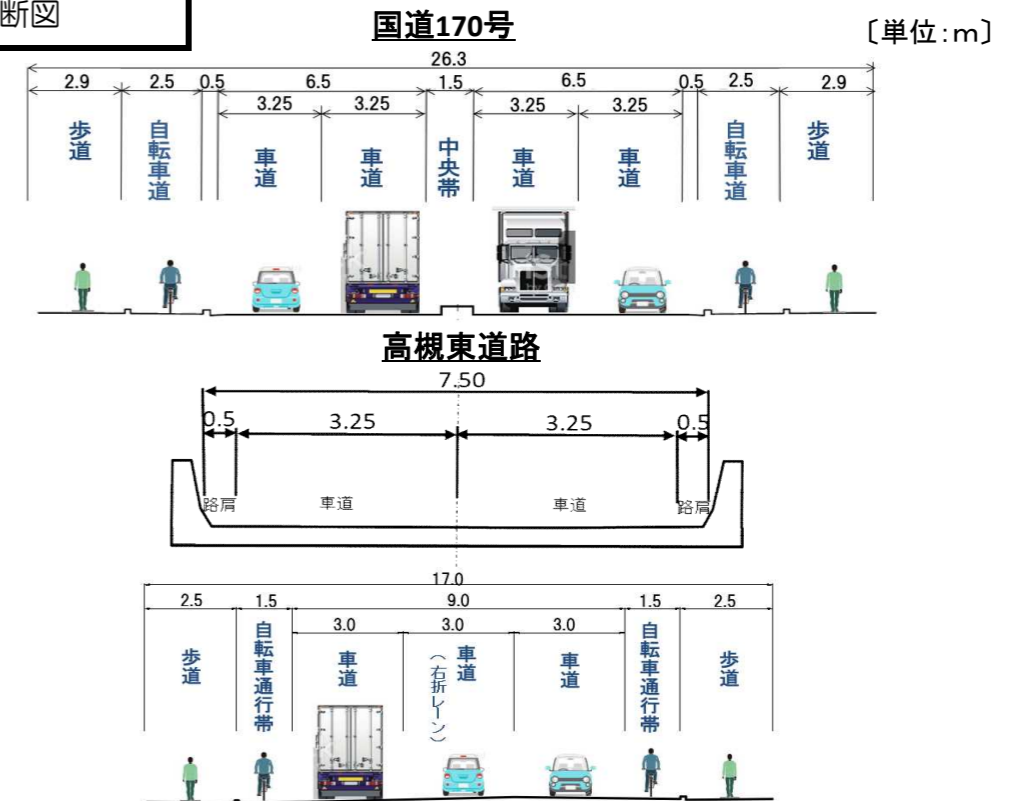 断図
国道170号
〔単位:m〕
26.3
2.9 2.5 0.5 6.5 1.5 6.5 0.5 2.5 2.9
3.25 3.25 3.25 3.25
歩道 自転車道 車道 車道 中央帯 車道 車道 自転車道 歩道
高槻東道路
7.50
0.5 3.25 3.25 0.5
路肩 車道 車道 路肩
17.0
2.5 1.5 9.0 1.5 2.5
3.0 3.0 3.0
歩道 自転車通行帯 車道 車道(右折レーン) 車道 自転車通行帯 歩道